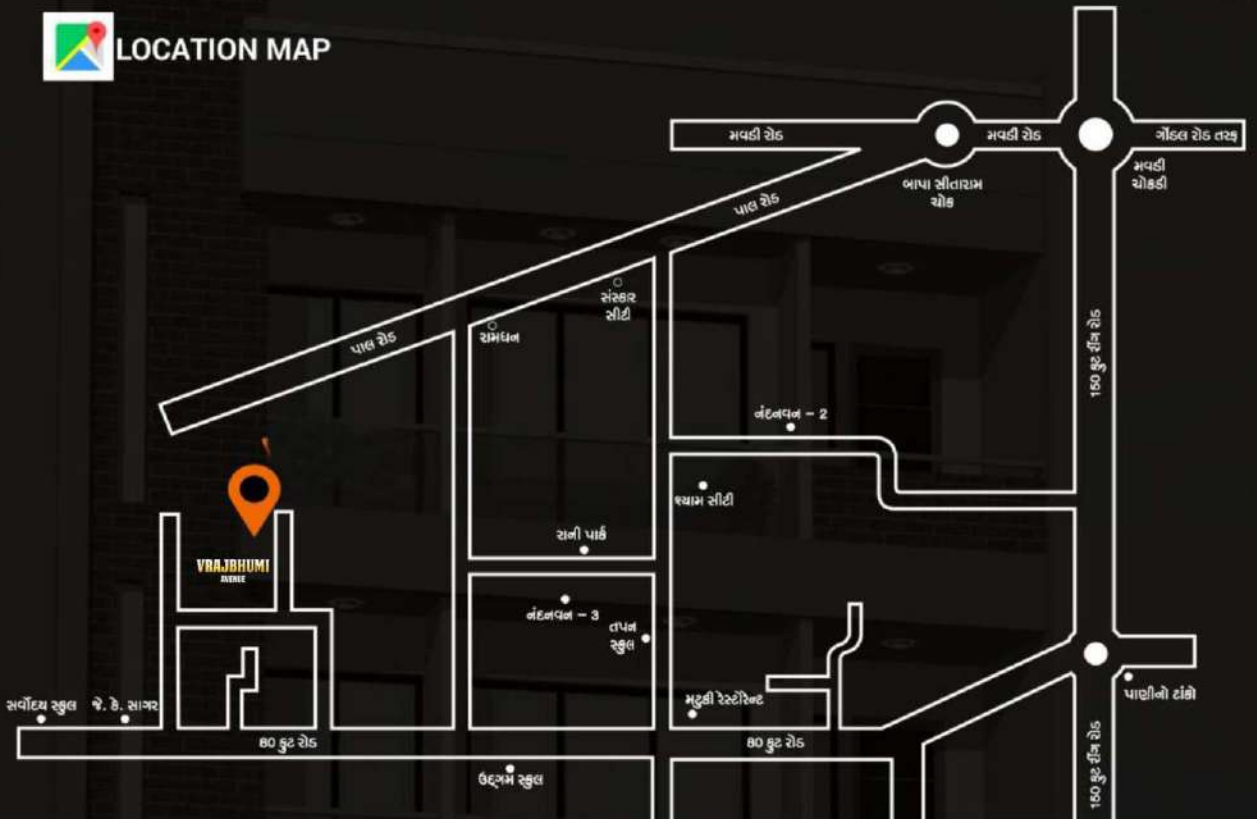 LOCATION MAP
મવડી રોડ
મવડી રોડ
ગોંડલ રોડ તરફ
મવડી
ચોકડી
બાપા સીતારામ
ચોક
પાલ રોડ
સંસ્કાર
સીટી
રામધન
પાલ રોડ
150 ફુટ રીંગ રોડ
નંદનવન – 2
શ્યામ સીટી
રાની પાર્ક
VRAJBHUMI
AVENUE
નંદનવન – 3
તપન
સ્કુલ
પાણીનો ટાંકો
મટુકી રેસ્ટોરેન્ટ
સર્વોદય સ્કુલ
જે. કે. સાગર
80 ફુટ રોડ
80 ફુટ રોડ
150 ફુટ રીંગ રોડ
ઉદ્ગમ સ્કુલ